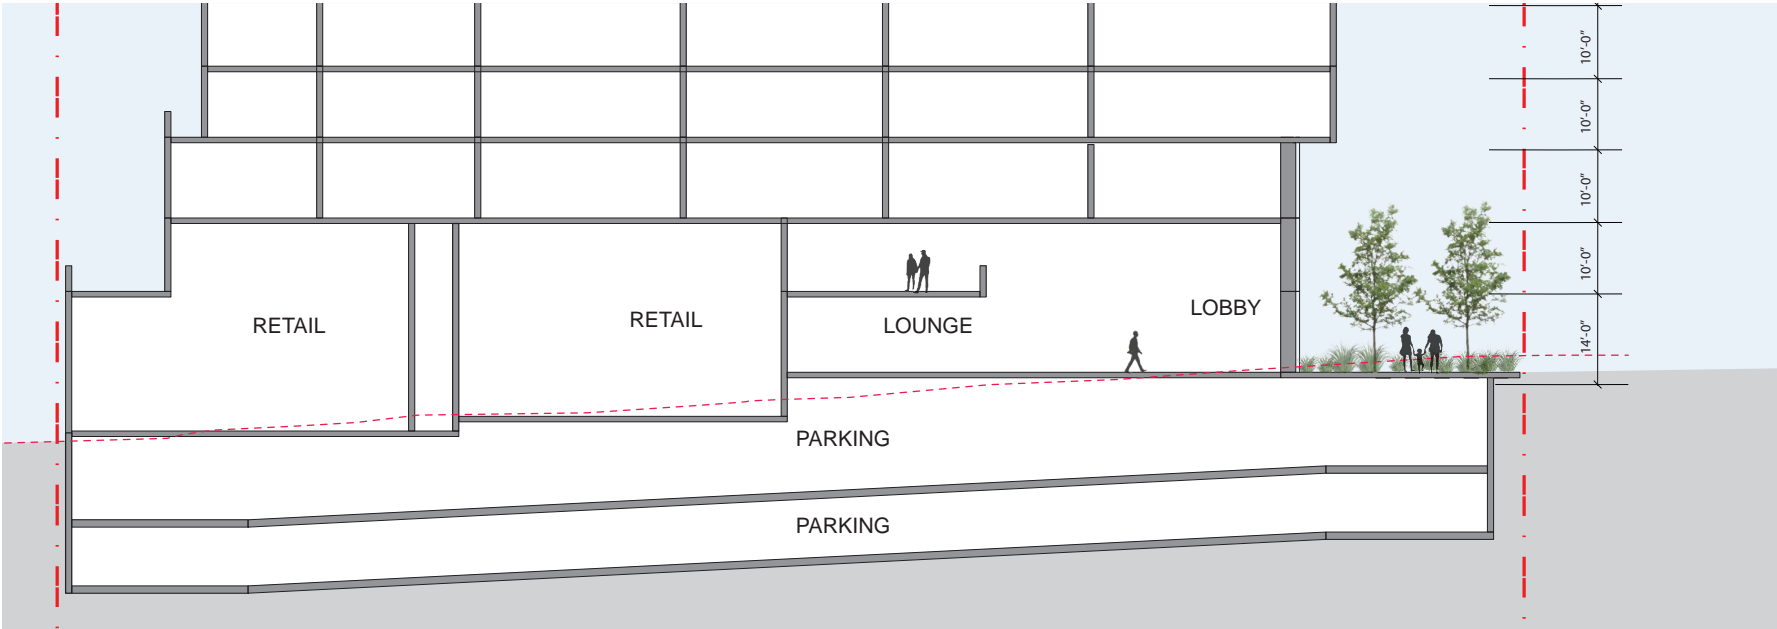 10'-0"
10'-0"
10'-0"
10'-0"
14'-0"
RETAIL
RETAIL
LOUNGE
LOBBY
PARKING
PARKING